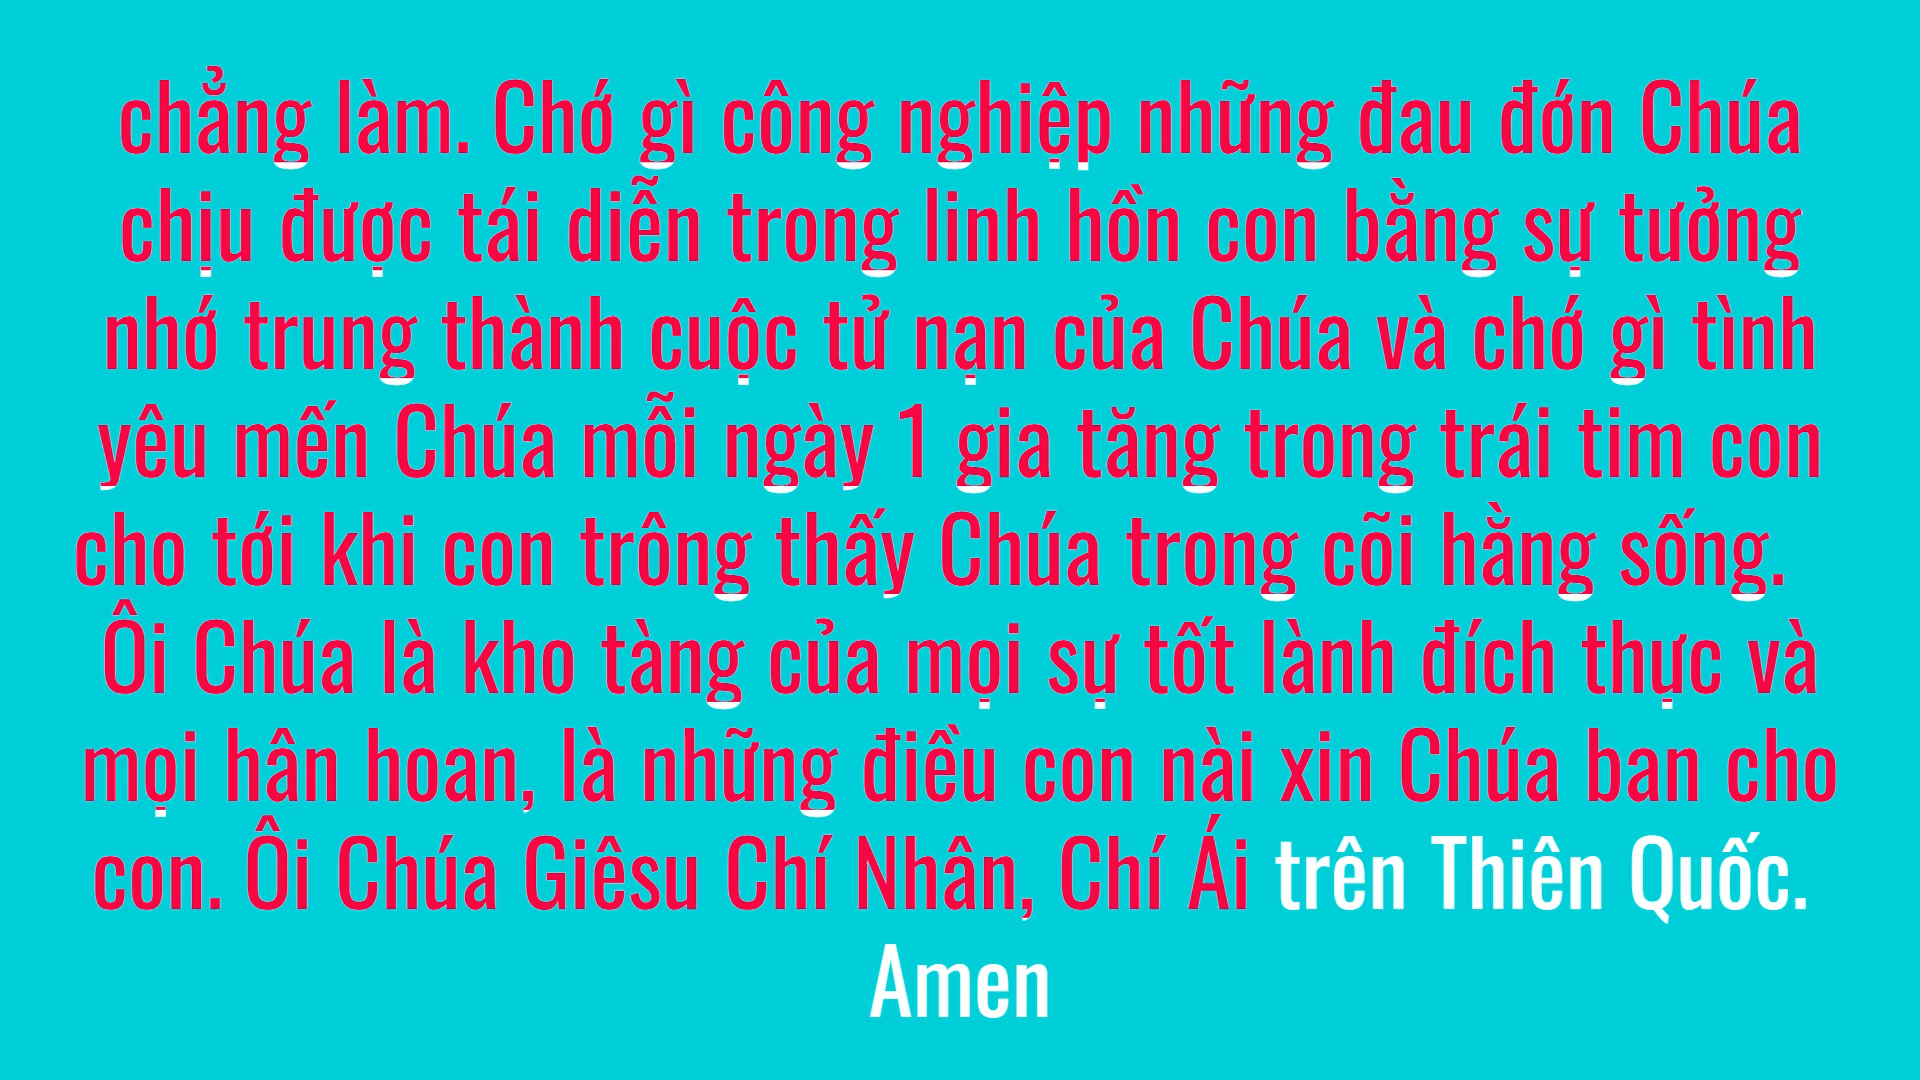 chẳng làm. Chớ gì công nghiệp những đau đớn Chúa
chịu được tái diễn trong linh hồn con bằng sự tưởng
nhớ trung thành cuộc tử nạn của Chúa và chớ gì tình
yêu mến Chúa mỗi ngày 1 gia tăng trong trái tim con
cho tới khi con trông thấy Chúa trong cõi hằng sống.
Ôi Chúa là kho tàng của mọi sự tốt lành đích thực và
mọi hân hoan, là những điều con nài xin Chúa ban cho
con. Ôi Chúa Giêsu Chí Nhân, Chí Ái trên Thiên Quốc.
Amen